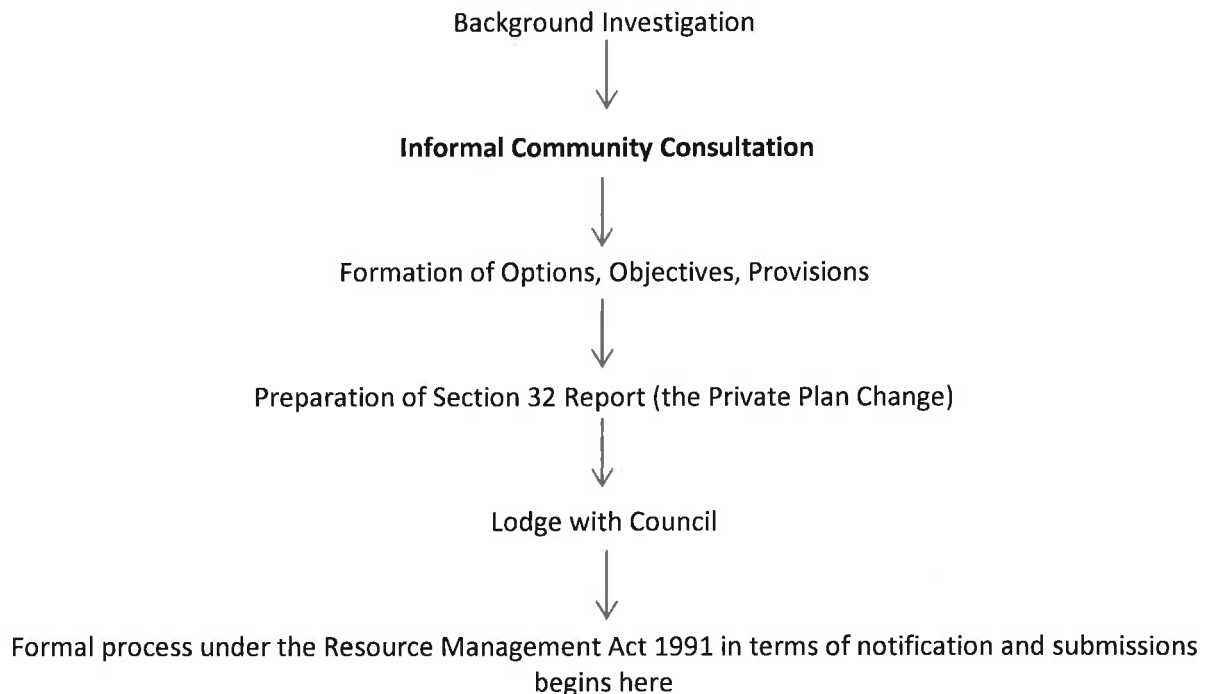 Background Investigation
Informal Community Consultation
Formation of Options, Objectives, Provisions
Preparation of Section 32 Report (the Private Plan Change)
Lodge with Council
Formal process under the Resource Management Act 1991 in terms of notification and submissions
begins here